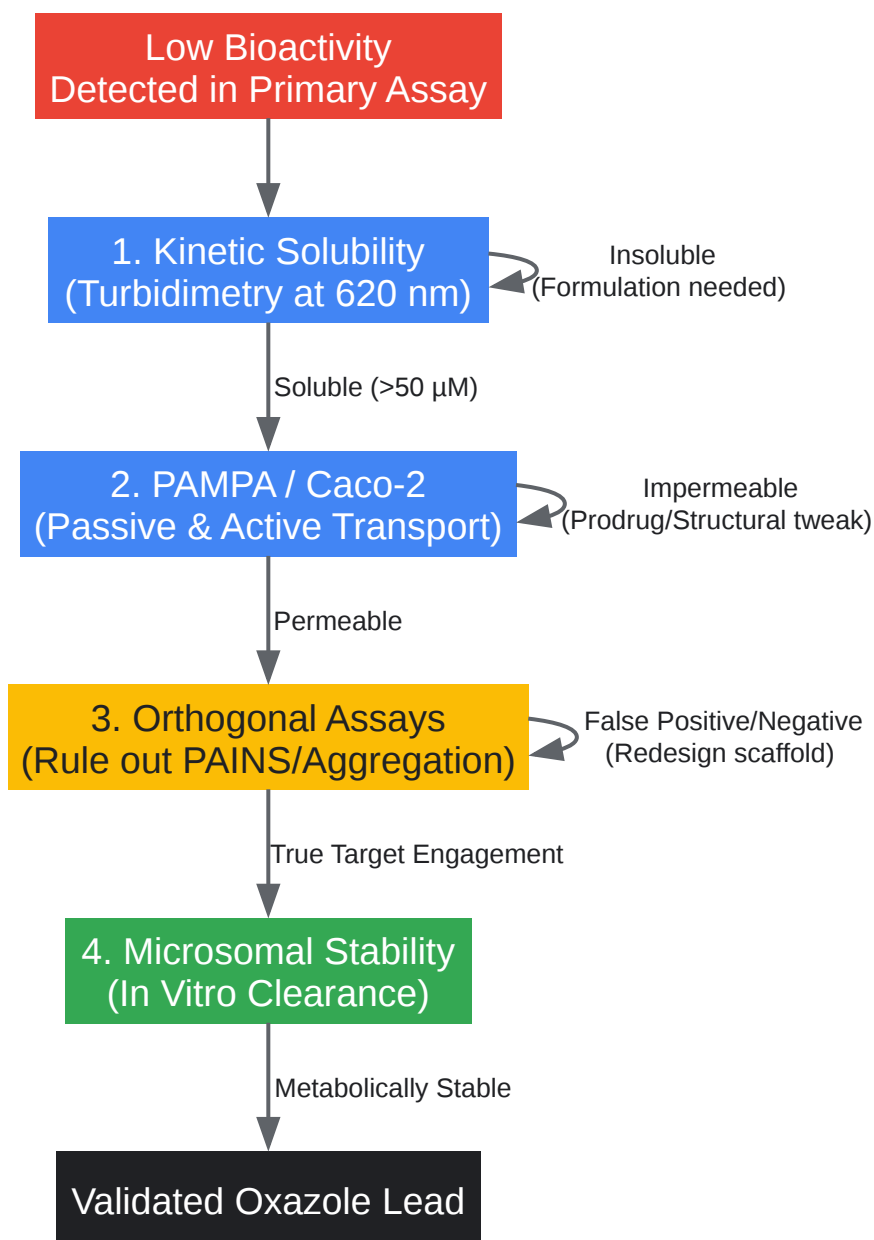 Low Bioactivity
Detected in Primary Assay
1. Kinetic Solubility
(Turbidimetry at 620 nm)
Insoluble
(Formulation needed)
Soluble (>50 µM)
2. PAMPA / Caco-2
(Passive & Active Transport)
Impermeable
(Prodrug/Structural tweak)
Permeable
3. Orthogonal Assays
(Rule out PAINS/Aggregation)
False Positive/Negative
(Redesign scaffold)
True Target Engagement
4. Microsomal Stability
(In Vitro Clearance)
Metabolically Stable
Validated Oxazole Lead